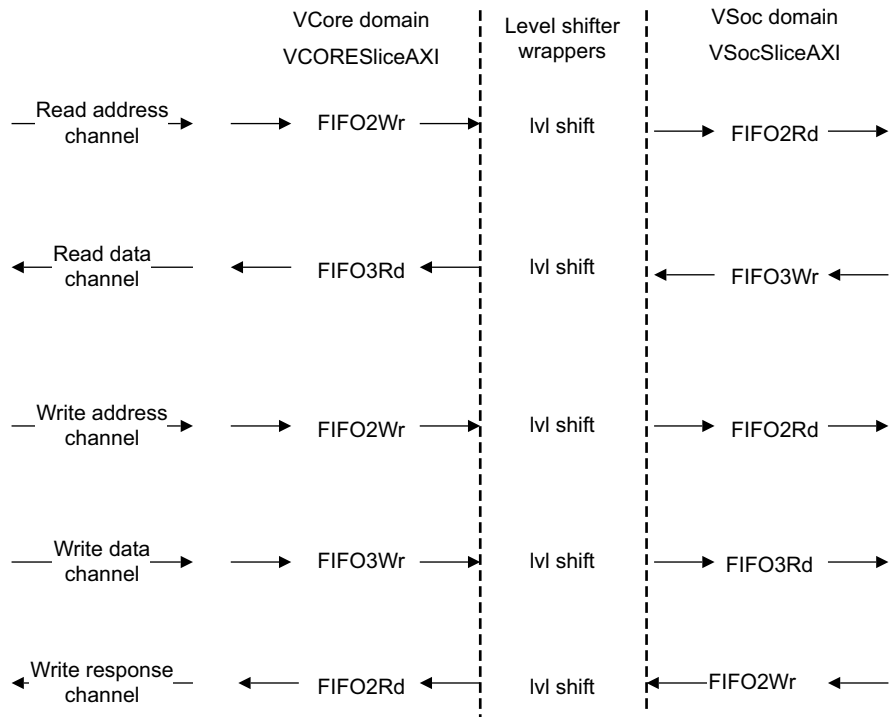 VCore domain
VCORESliceAXI
Level shifter
wrappers
VSoc domain
VSocSliceAXI
Read address
channel
FIFO2Wr
lvl shift
FIFO2Rd
Read data
channel
FIFO3Rd
lvl shift
FIFO3Wr
Write address
channel
FIFO2Wr
lvl shift
FIFO2Rd
Write data
channel
FIFO3Wr
lvl shift
FIFO3Rd
Write response
channel
FIFO2Rd
lvl shift
FIFO2Wr